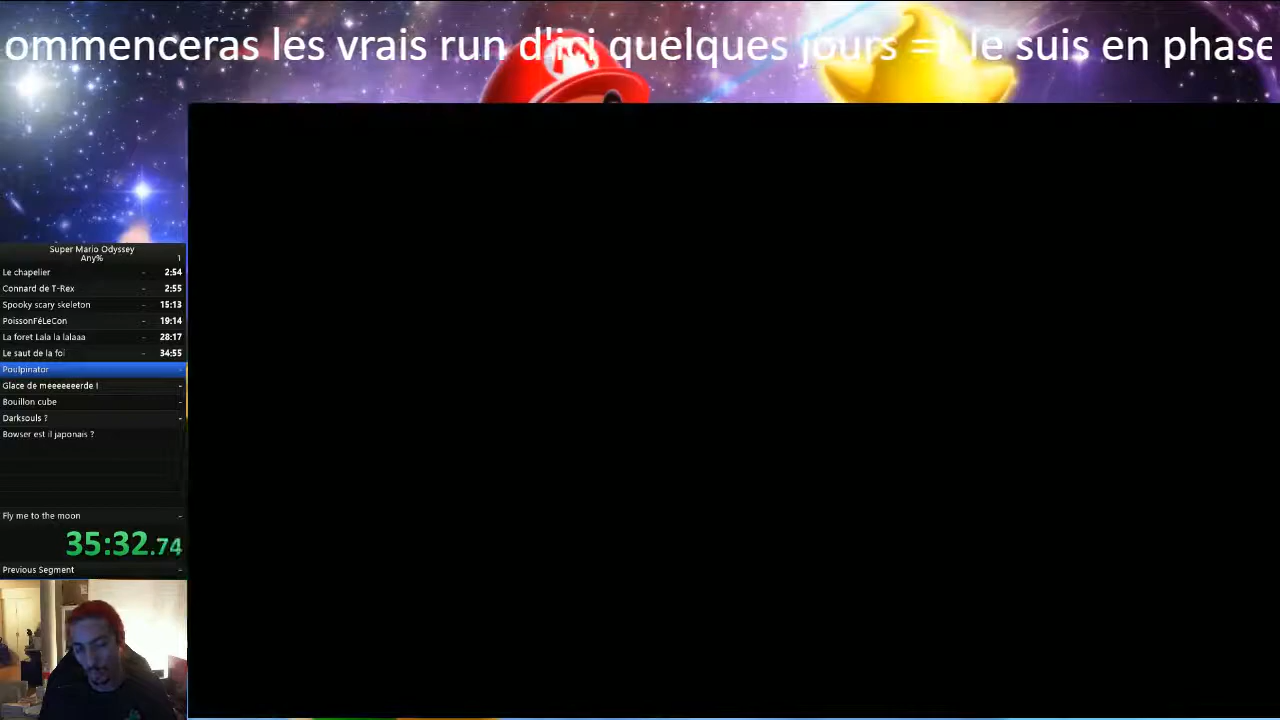 ommenceras les vrais run d'ici quelques jours =) Je suis en phase
Super Mario Odyssey
Any% 1
Le chapelier - 2:54
Connard de T-Rex - 2:55
Spooky scary skeleton - 15:13
PoissonFéLeCon - 19:14
La foret Lala la lalaaa - 28:17
Le saut de la foi - 34:55
Poulpinator -
Glace de meeeeeeerde ! -
Bouillon cube -
Darksouls ? -
Bowser est il japonais ?
Fly me to the moon -
35:32.74
Previous Segment -